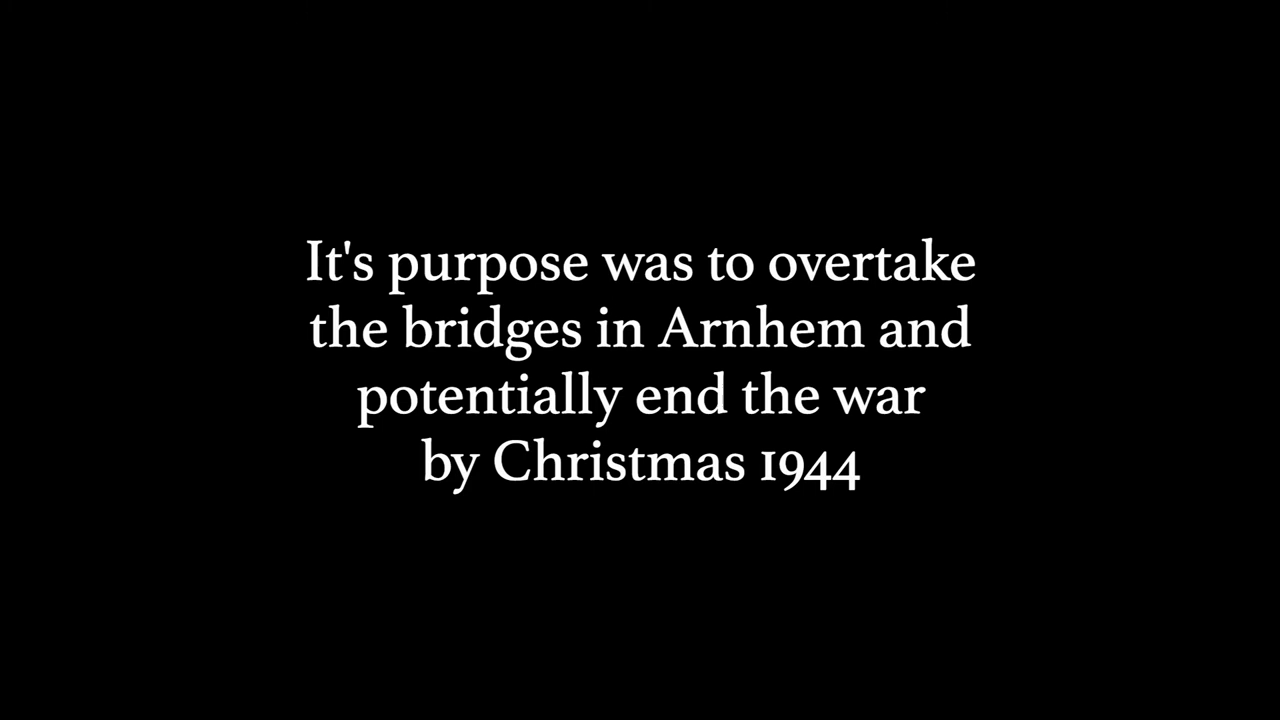 It's purpose was to overtake
the bridges in Arnhem and
potentially end the war
by Christmas 1944